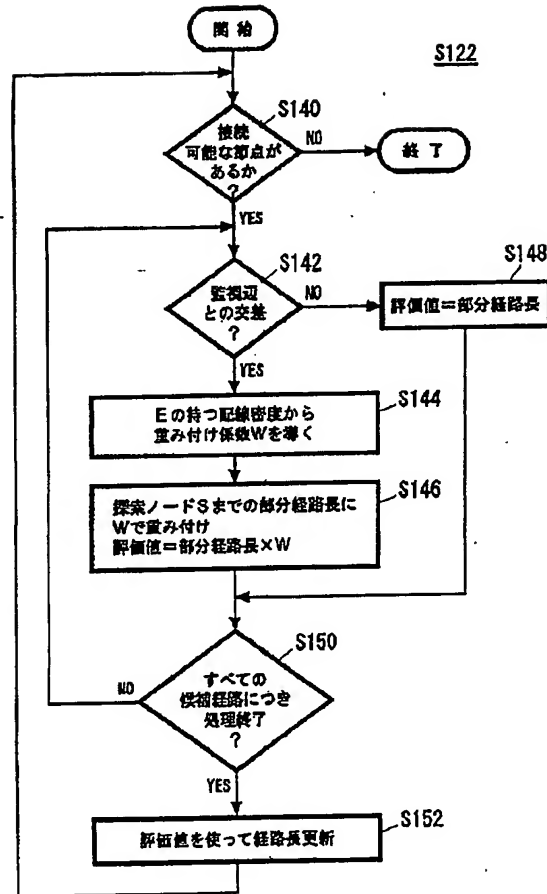 開始
S122
S140
接続
可能な節点が
あるか
?
NO
終了
YES
S142
監視辺
との交差
?
NO
S148
評価値=部分経路長
YES
S144
Eの持つ配線密度から
重み付け係数Wを導く
S146
探索ノードSまでの部分経路長に
Wで重み付け
評価値=部分経路長×W
S150
すべての
候補経路につき
処理終了
?
NO
YES
S152
評価値を使って経路長更新